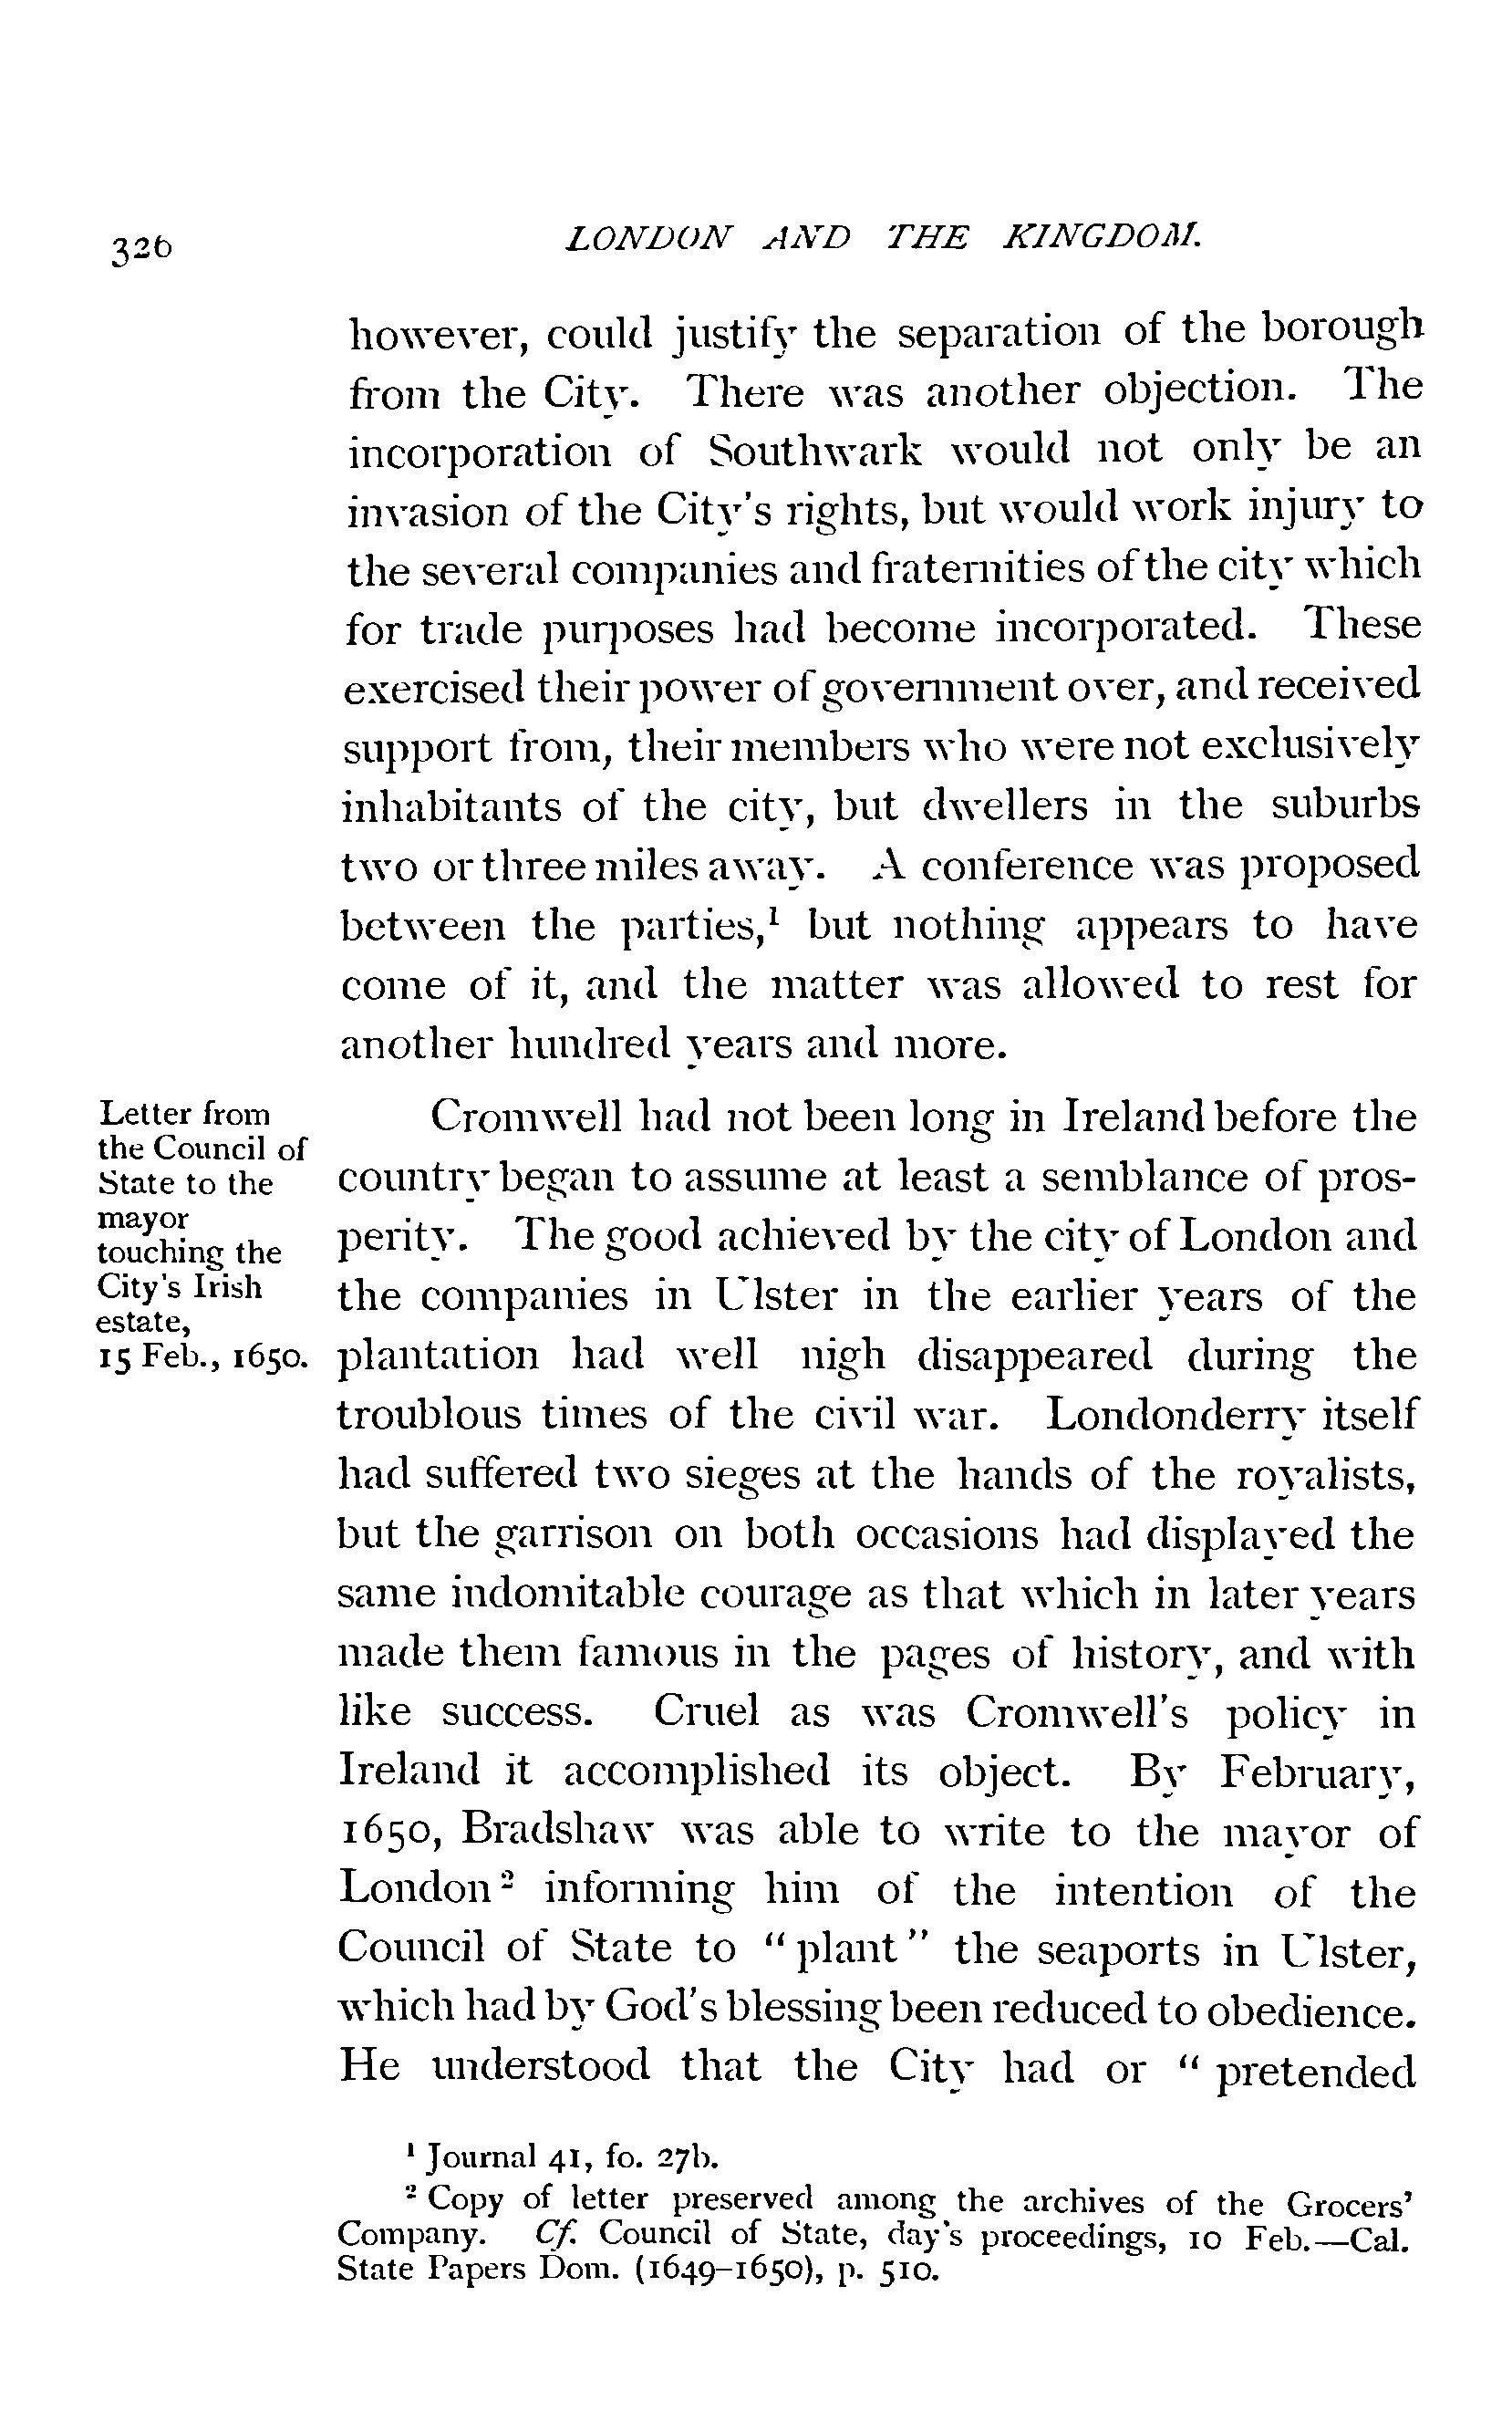 326
LONDON AND THE KINGDOM.
however, could justify the separation of the borough
from the City. There was another objection. The
incorporation of Southwark would not only be an
invasion of the City's rights, but would work injury to
the several companies and fraternities of the city which
for trade purposes had become incorporated. These
exercised their power of government over, and received
support from, their members who were not exclusively
inhabitants of the city, but dwellers in the suburbs
two or three miles away. A conference was proposed
between the parties,¹ but nothing appears to have
come of it, and the matter was allowed to rest for
another hundred years and more.
Letter from
the Council of
State to the
mayor
touching the
City's Irish
estate,
15 Feb., 1650.
Cromwell had not been long in Ireland before the
country began to assume at least a semblance of pros-
perity. The good achieved by the city of London and
the companies in Ulster in the earlier years of the
plantation had well nigh disappeared during the
troublous times of the civil war. Londonderry itself
had suffered two sieges at the hands of the royalists,
but the garrison on both occasions had displayed the
same indomitable courage as that which in later years
made them famous in the pages of history, and with
like success. Cruel as was Cromwell's policy in
Ireland it accomplished its object. By February,
1650, Bradshaw was able to write to the mayor of
London² informing him of the intention of the
Council of State to "plant" the seaports in Ulster,
which had by God's blessing been reduced to obedience.
He understood that the City had or "pretended
¹ Journal 41, fo. 27b.
² Copy of letter preserved among the archives of the Grocers'
Company. Cf. Council of State, day's proceedings, 10 Feb.—Cal.
State Papers Dom. (1649-1650), p. 510.